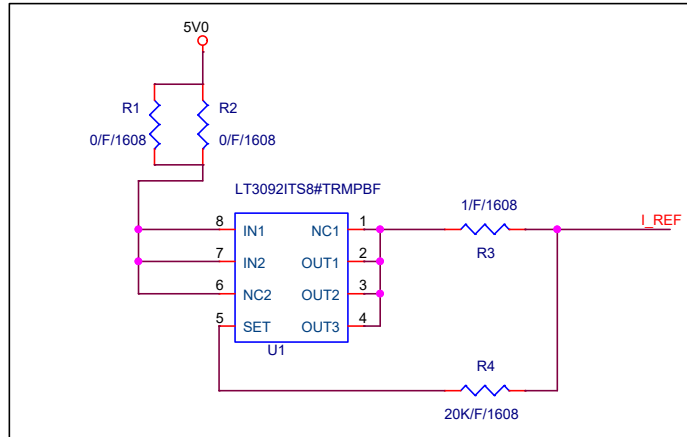 5V0
R1
R2
0/F/1608
0/F/1608
LT3092ITS8#TRMPBF
8 IN1 NC1 1
7 IN2 OUT1 2
6 NC2 OUT2 3
5 SET OUT3 4
U1
1/F/1608
R3
I_REF
R4
20K/F/1608